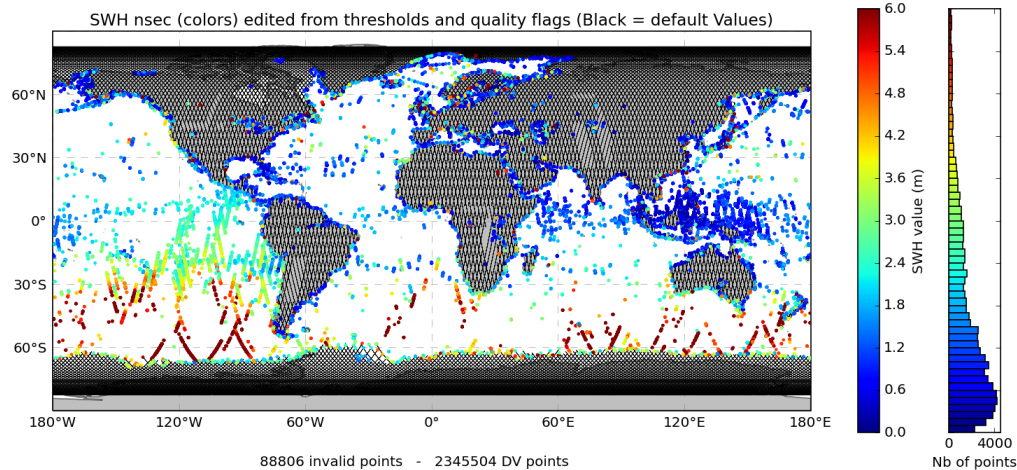 SWH nsec (colors) edited from thresholds and quality flags (Black = default Values)
60°N
30°N
0°
30°S
60°S
180°W
120°W
60°W
0°
60°E
120°E
180°E
88806 invalid points - 2345504 DV points
6.0
5.4
4.8
4.2
3.6
3.0
2.4
1.8
1.2
0.6
0.0
SWH value (m)
0
4000
Nb of points